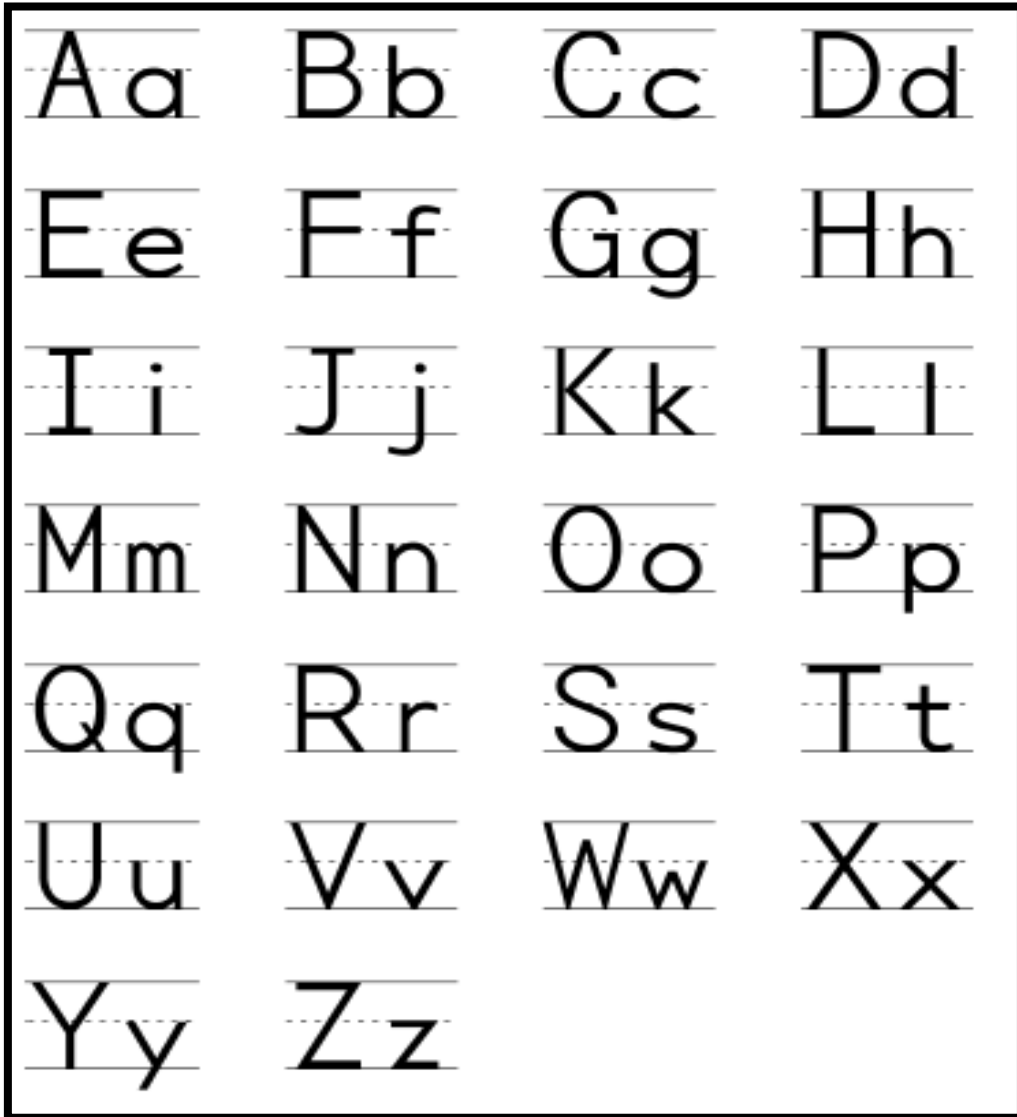 Aa Bb Cc Dd
Ee Ff Gg Hh
Ii Jj Kk Ll
Mm Nn Oo Pp
Qq Rr Ss Tt
Uu Vv Ww Xx
Yy Zz